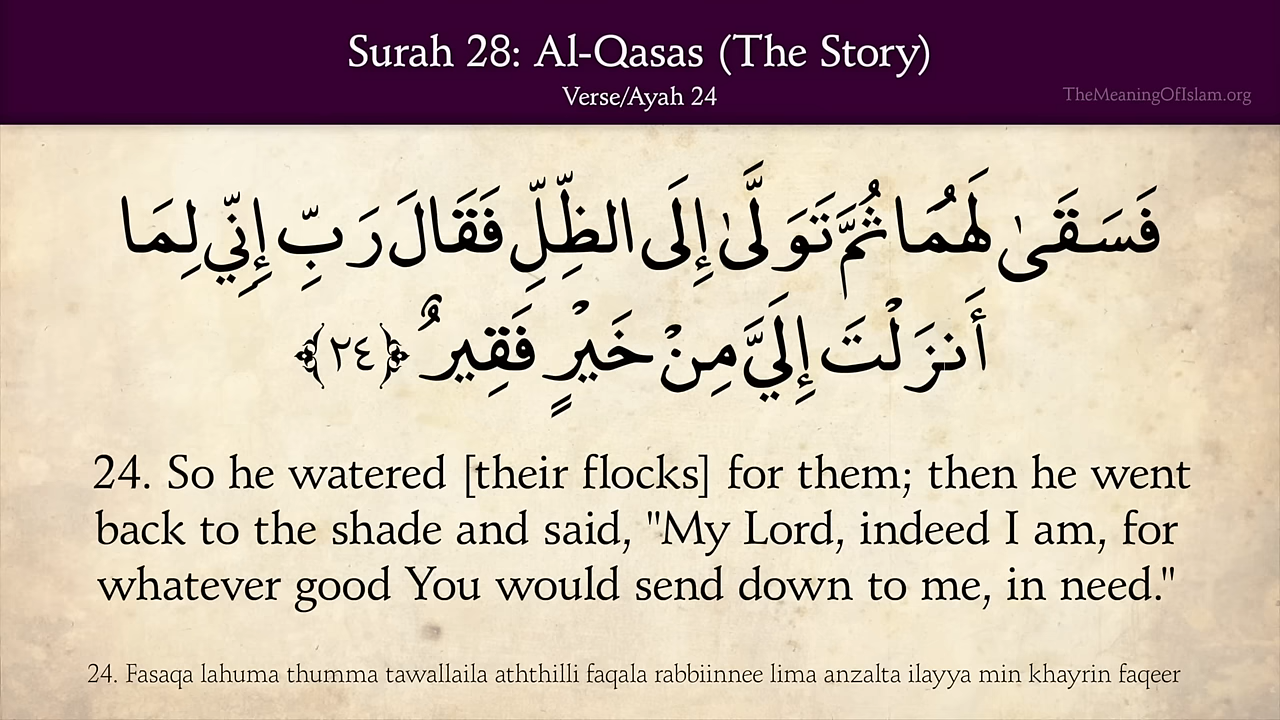 Surah 28: Al-Qasas (The Story)
Verse/Ayah 24
TheMeaningOfIslam.org
فَسَقَىٰ لَهُمَا ثُمَّ تَوَلَّىٰ إِلَى الظِّلِّ فَقَالَ رَبِّ إِنِّي لِمَا
أَنزَلْتَ إِلَيَّ مِنْ خَيْرٍ فَقِيرٌ ﴿٢٤﴾
24. So he watered [their flocks] for them; then he went
back to the shade and said, "My Lord, indeed I am, for
whatever good You would send down to me, in need."
24. Fasaqa lahuma thumma tawallaila aththilli faqala rabbiinnee lima anzalta ilayya min khayrin faqeer